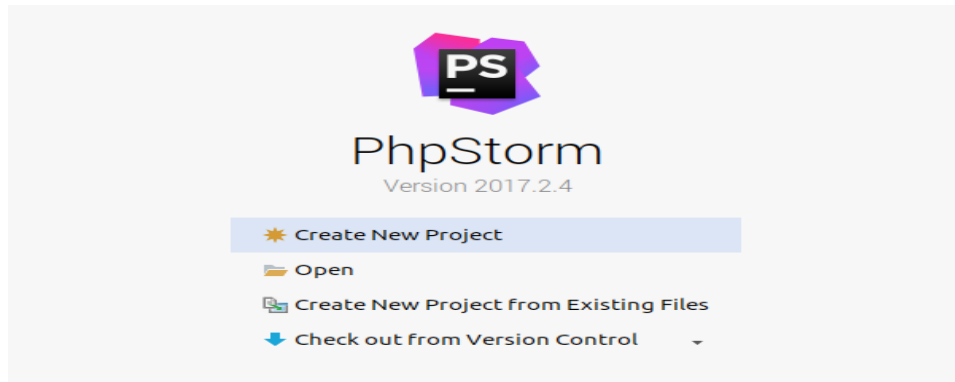 PS
PhpStorm
Version 2017.2.4
Create New Project
Open
Create New Project from Existing Files
Check out from Version Control